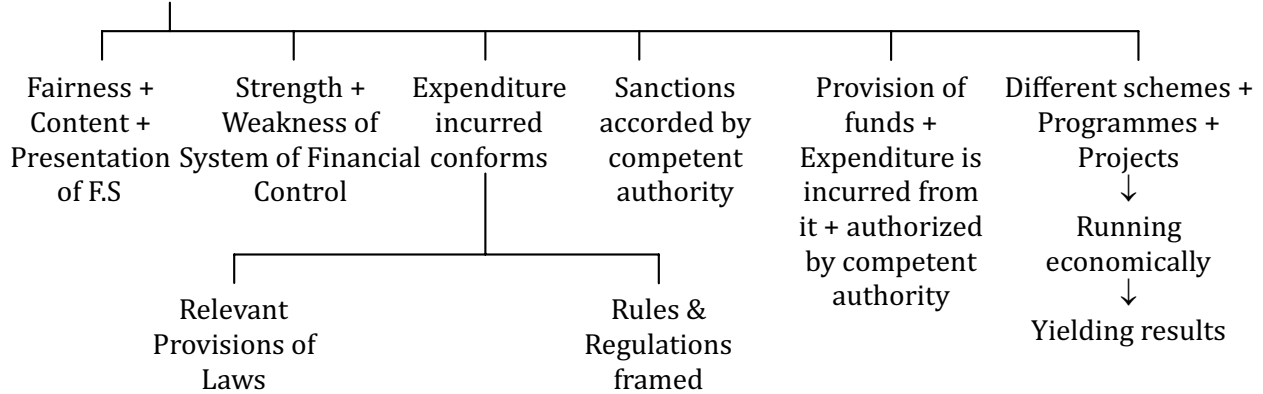 Fairness +
Content +
Presentation
of F.S
Strength +
Weakness of
System of Financial
Control
Expenditure
incurred
conforms
Relevant
Provisions of
Laws
Rules &
Regulations
framed
Sanctions
accorded by
competent
authority
Provision of
funds +
Expenditure is
incurred from
it + authorized
by competent
authority
Different schemes +
Programmes +
Projects
↓
Running
economically
↓
Yielding results